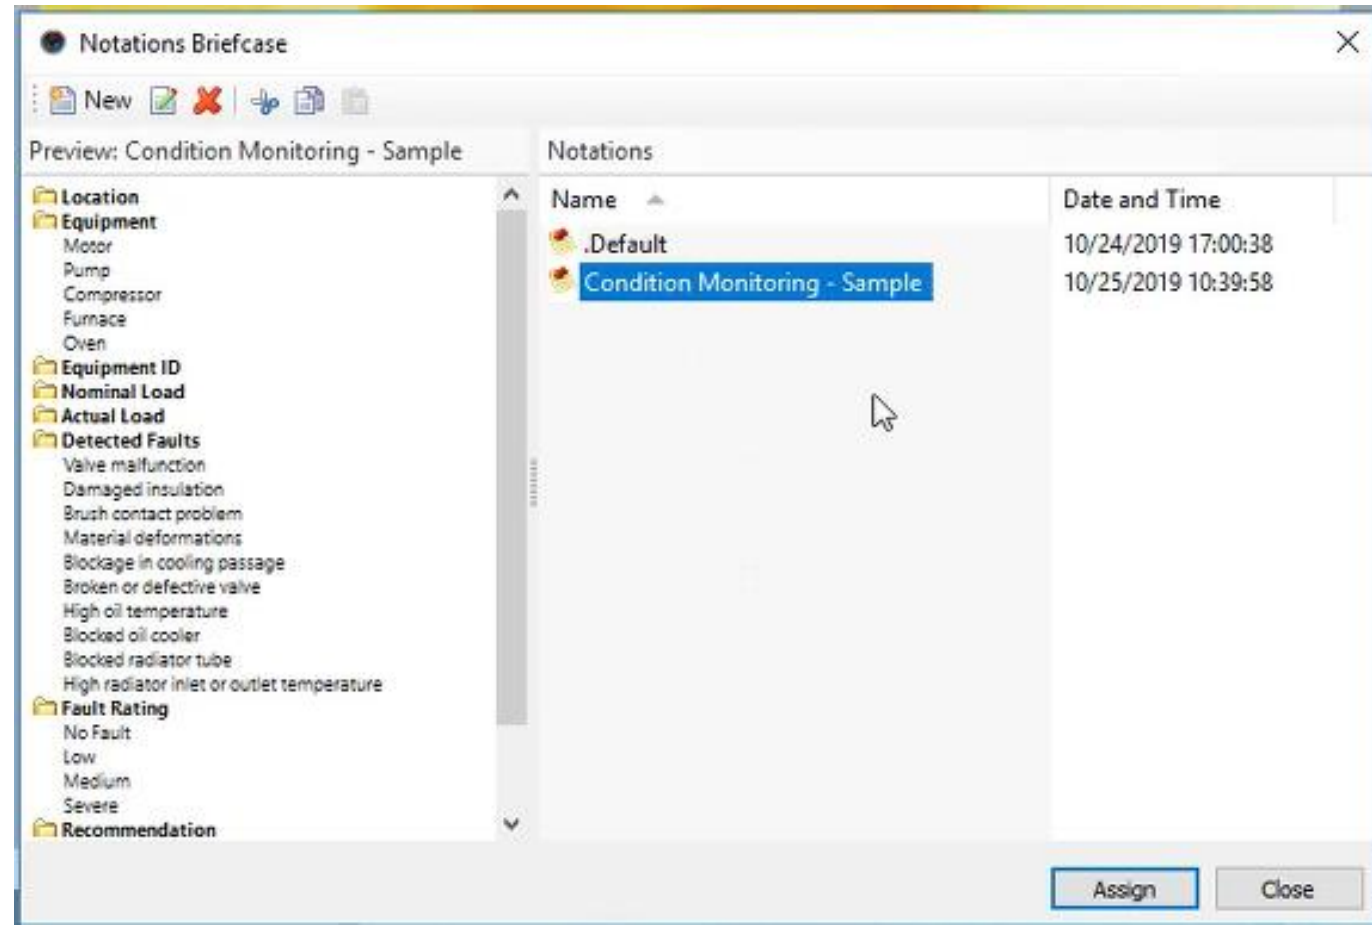 Notations Briefcase
New
Preview: Condition Monitoring - Sample
Location
Equipment
Motor
Pump
Compressor
Furnace
Oven
Equipment ID
Nominal Load
Actual Load
Detected Faults
Valve malfunction
Damaged insulation
Brush contact problem
Material deformations
Blockage in cooling passage
Broken or defective valve
High oil temperature
Blocked oil cooler
Blocked radiator tube
High radiator inlet or outlet temperature
Fault Rating
No Fault
Low
Medium
Severe
Recommendation
Notations
Name Date and Time
.Default 10/24/2019 17:00:38
Condition Monitoring - Sample 10/25/2019 10:39:58
Assign Close